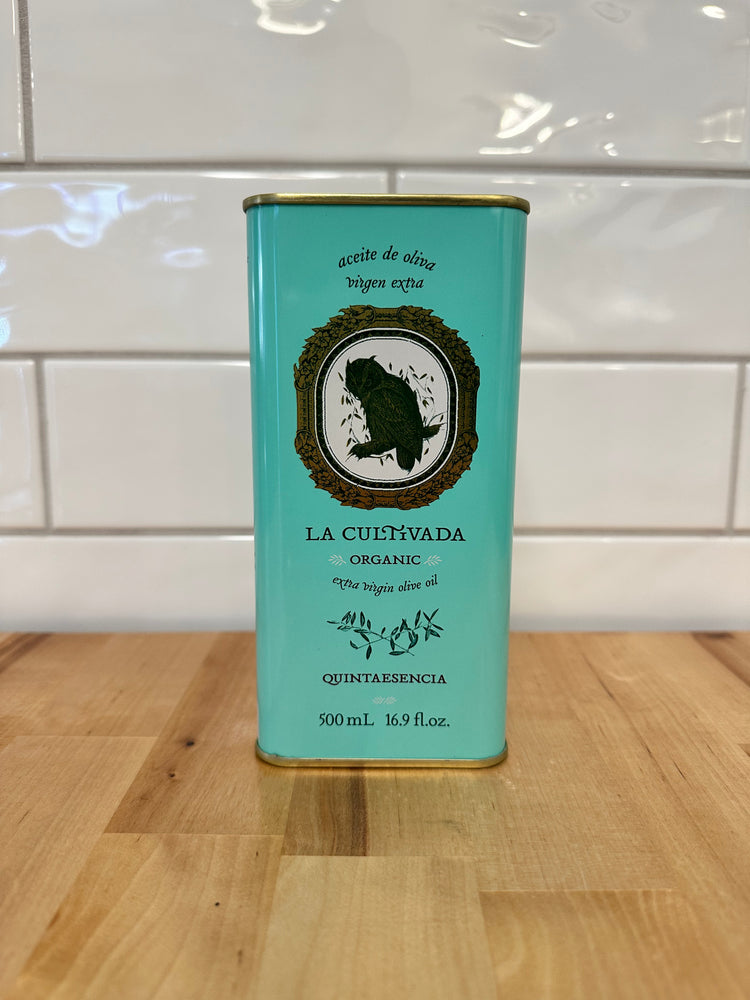 aceite de oliva
virgen extra
LA CULTIVADA
ORGANIC
extra virgin olive oil
QUINTAESENCIA
500 mL 16.9 fl.oz.